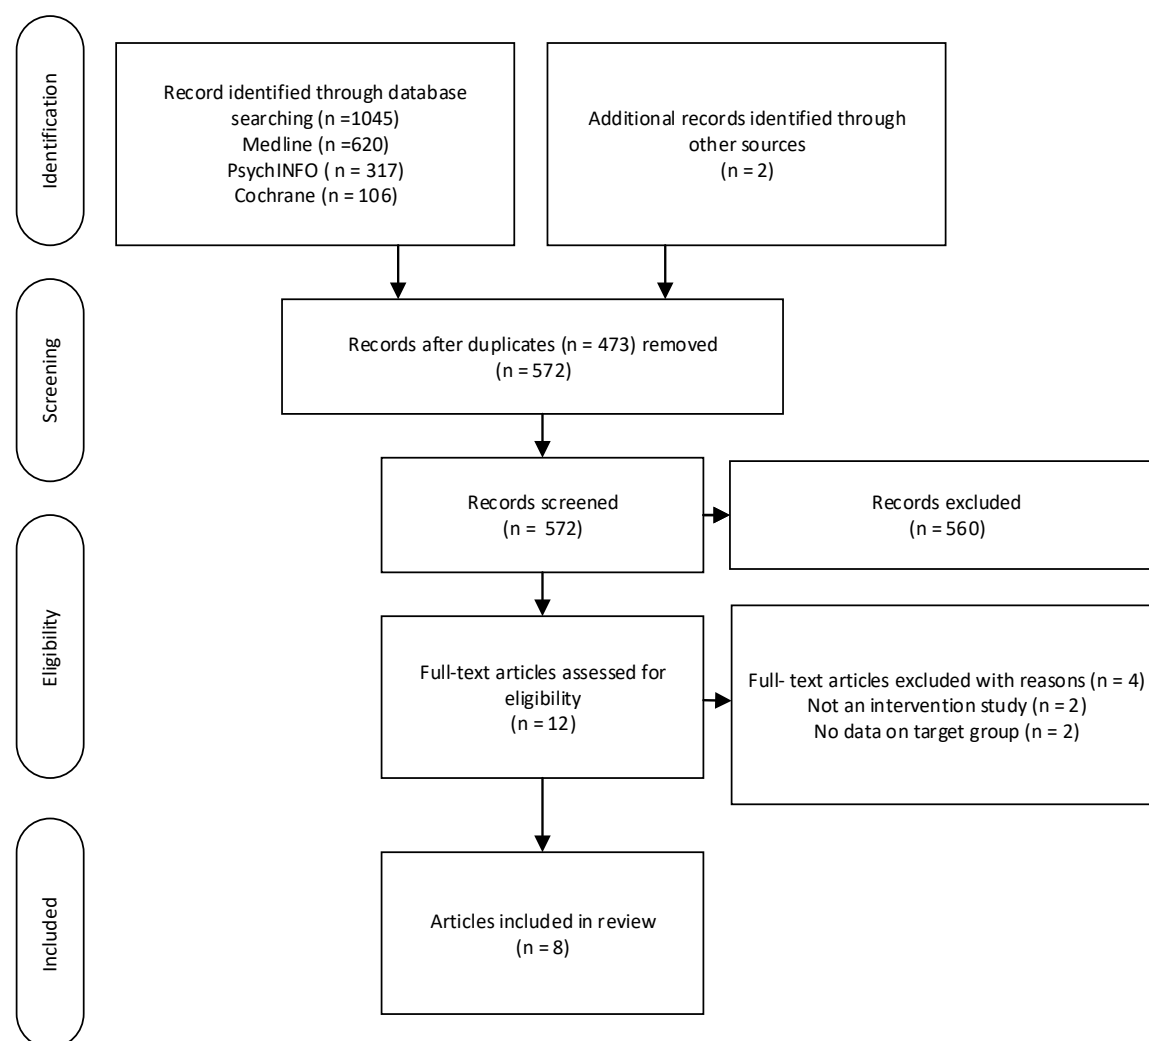 Identification
Record identified through database
searching (n =1045)
Medline (n =620)
PsychINFO ( n = 317)
Cochrane (n = 106)
Additional records identified through
other sources
(n = 2)
Screening
Records after duplicates (n = 473) removed
(n = 572)
Records screened
(n = 572)
Records excluded
(n = 560)
Eligibility
Full-text articles assessed for
eligibility
(n = 12)
Full- text articles excluded with reasons (n = 4)
Not an intervention study (n = 2)
No data on target group (n = 2)
Included
Articles included in review
(n = 8)